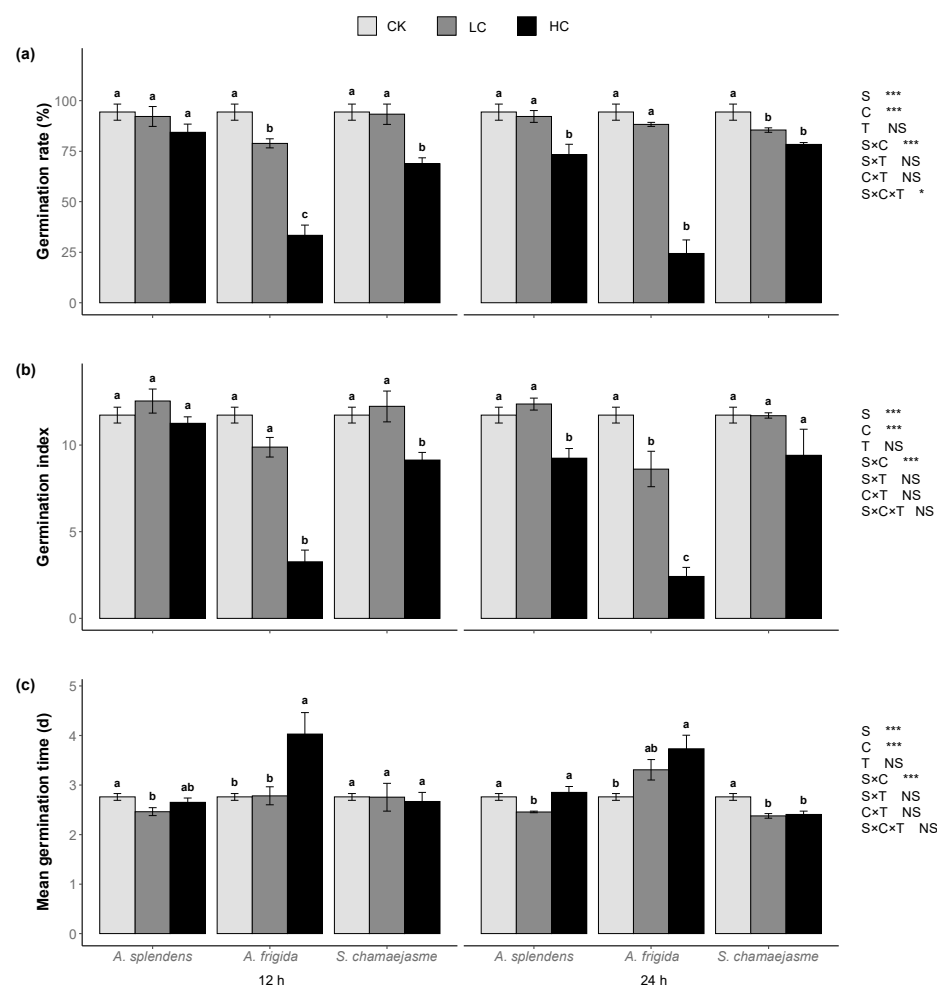 CK LC HC
(a)
Germination rate (%)
100
75
50
25
0
a a a a b c a a b
a a b a a b a b b
S ***
C ***
T NS
S×C ***
S×T NS
C×T NS
S×C×T *
(b)
Germination index
10
5
0
a a a a a b a a b
a a b a b c a a a
S ***
C ***
T NS
S×C ***
S×T NS
C×T NS
S×C×T NS
(c)
Mean germination time (d)
5
4
3
2
1
0
a b ab b b a a a a
a b a b ab a a b b
S ***
C ***
T NS
S×C ***
S×T NS
C×T NS
S×C×T NS
A. splendens A. frigida S. chamaejasme A. splendens A. frigida S. chamaejasme
12 h 24 h